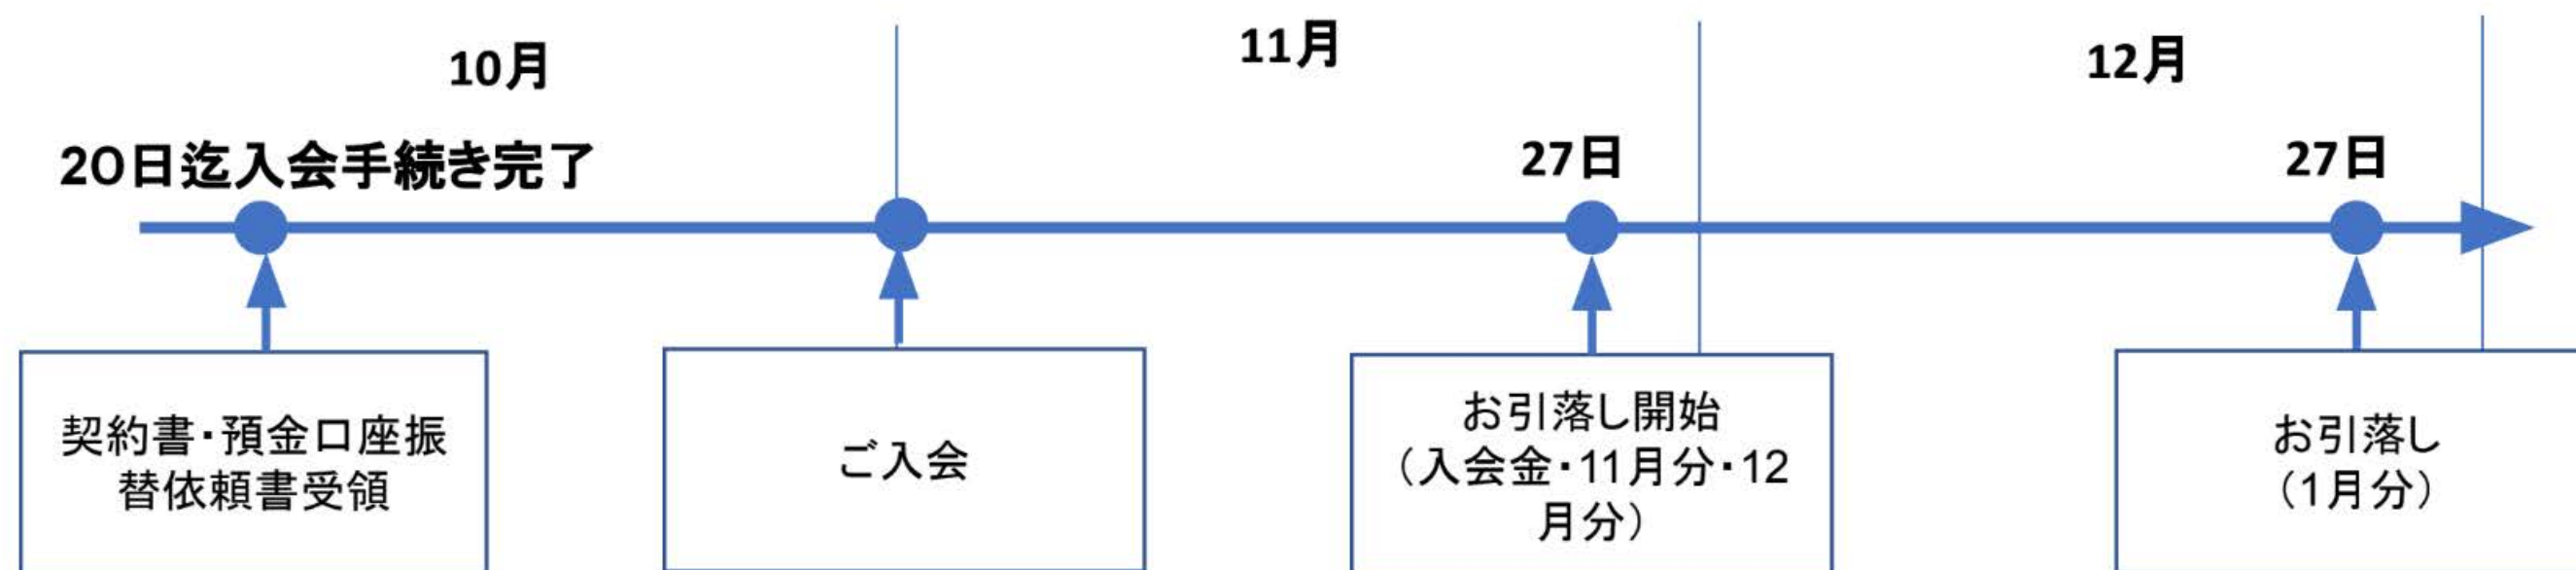 10月
11月
12月
20日迄入会手続き完了
27日
27日
契約書・預金口座振
替依頼書受領
ご入会
お引落し開始
（入会金・11月分・12
月分）
お引落し
（1月分）